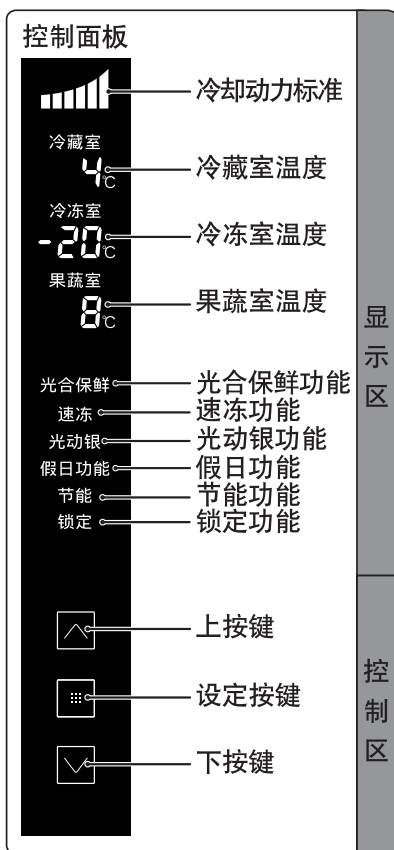 控制面板
冷却动力标准
冷藏室
4℃
冷藏室温度
冷冻室
-20℃
冷冻室温度
果蔬室
8℃
果蔬室温度
光合保鲜 光合保鲜功能
速冻 速冻功能
光动银 光动银功能
假日功能 假日功能
节能 节能功能
锁定 锁定功能
上按键
设定按键
下按键
显示区
控制区